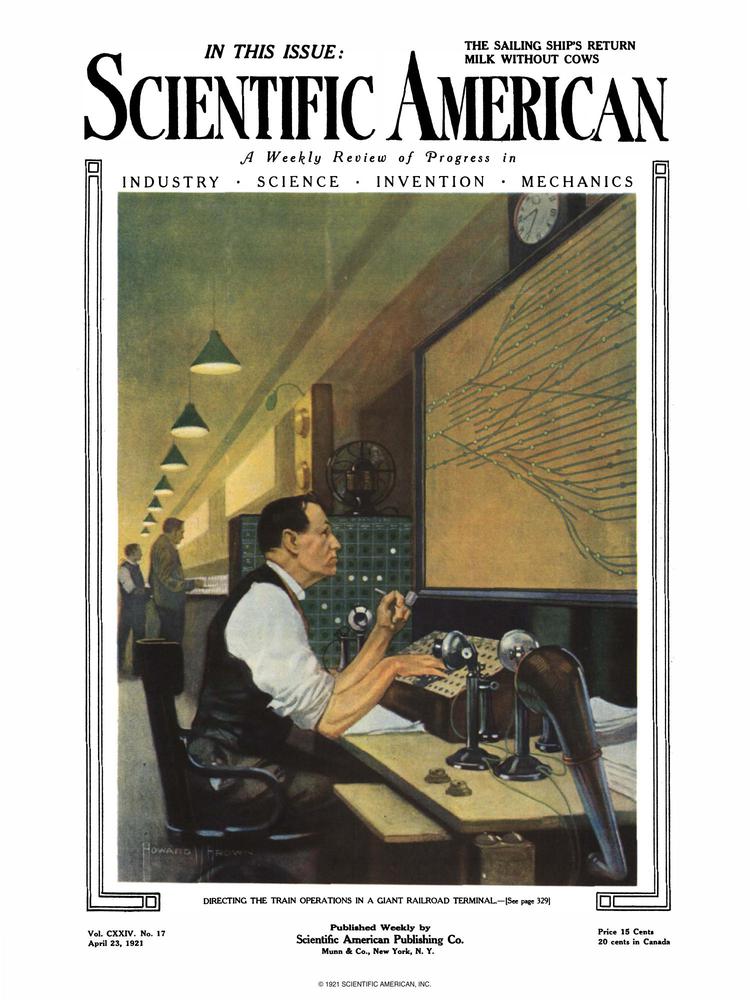 IN THIS ISSUE:
THE SAILING SHIP'S RETURN
MILK WITHOUT COWS
SCIENTIFIC AMERICAN
A Weekly Review of Progress in
INDUSTRY · SCIENCE · INVENTION · MECHANICS
HOWARD V BROWN
DIRECTING THE TRAIN OPERATIONS IN A GIANT RAILROAD TERMINAL.—[See page 329]
Vol. CXXIV. No. 17
April 23, 1921
Published Weekly by
Scientific American Publishing Co.
Munn & Co., New York, N. Y.
Price 15 Cents
20 cents in Canada
© 1921 SCIENTIFIC AMERICAN, INC.